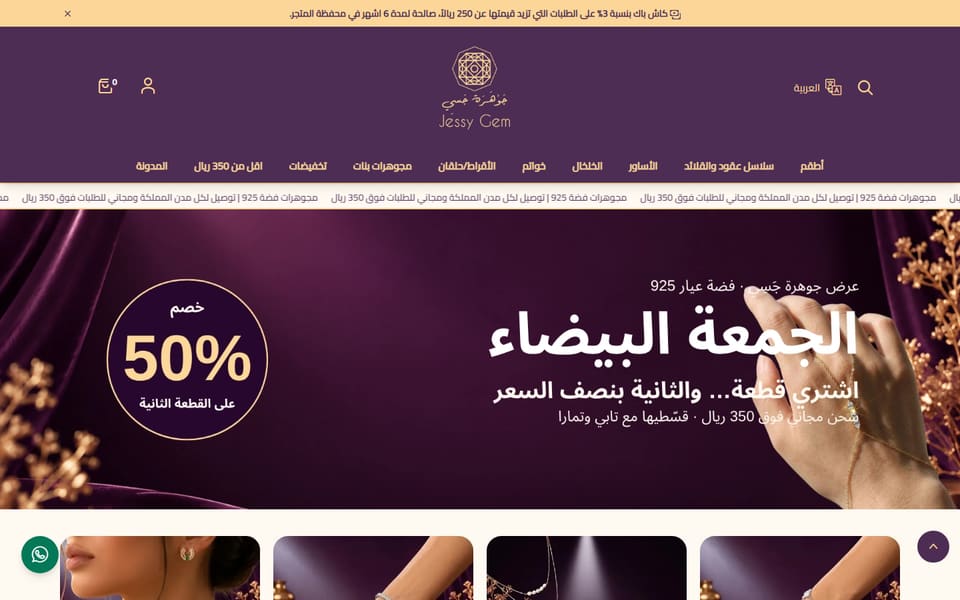 كاش باك بنسبة 3% على الطلبات التي تزيد قيمتها عن 250 ريالاً، صالحة لمدة 6 اشهر في محفظة المتجر.
العربية
جَوْهَرَة جَسي
Jessy Gem
0
أطقم سلاسل عقود والقلائد الأساور الخلخال خواتم الأقراط/حلقان مجوهرات بنات تخفيضات اقل من 350 ريال المدونة
مجوهرات فضة 925 | توصيل لكل مدن المملكة ومجاني للطلبات فوق 350 ريال مجوهرات فضة 925 | توصيل لكل مدن المملكة ومجاني للطلبات فوق 350 ريال مجوهرات فضة 925 | توصيل لكل مدن المملكة ومجاني للطلبات فوق 350 ريال
عرض جوهرة جَسِي · فضة عيار 925
الجمعة البيضاء
اشتري قطعة... والثانية بنصف السعر
شحن مجاني فوق 350 ريال · قسّطيها مع تابي وتمارا
خصم
50%
على القطعة الثانية